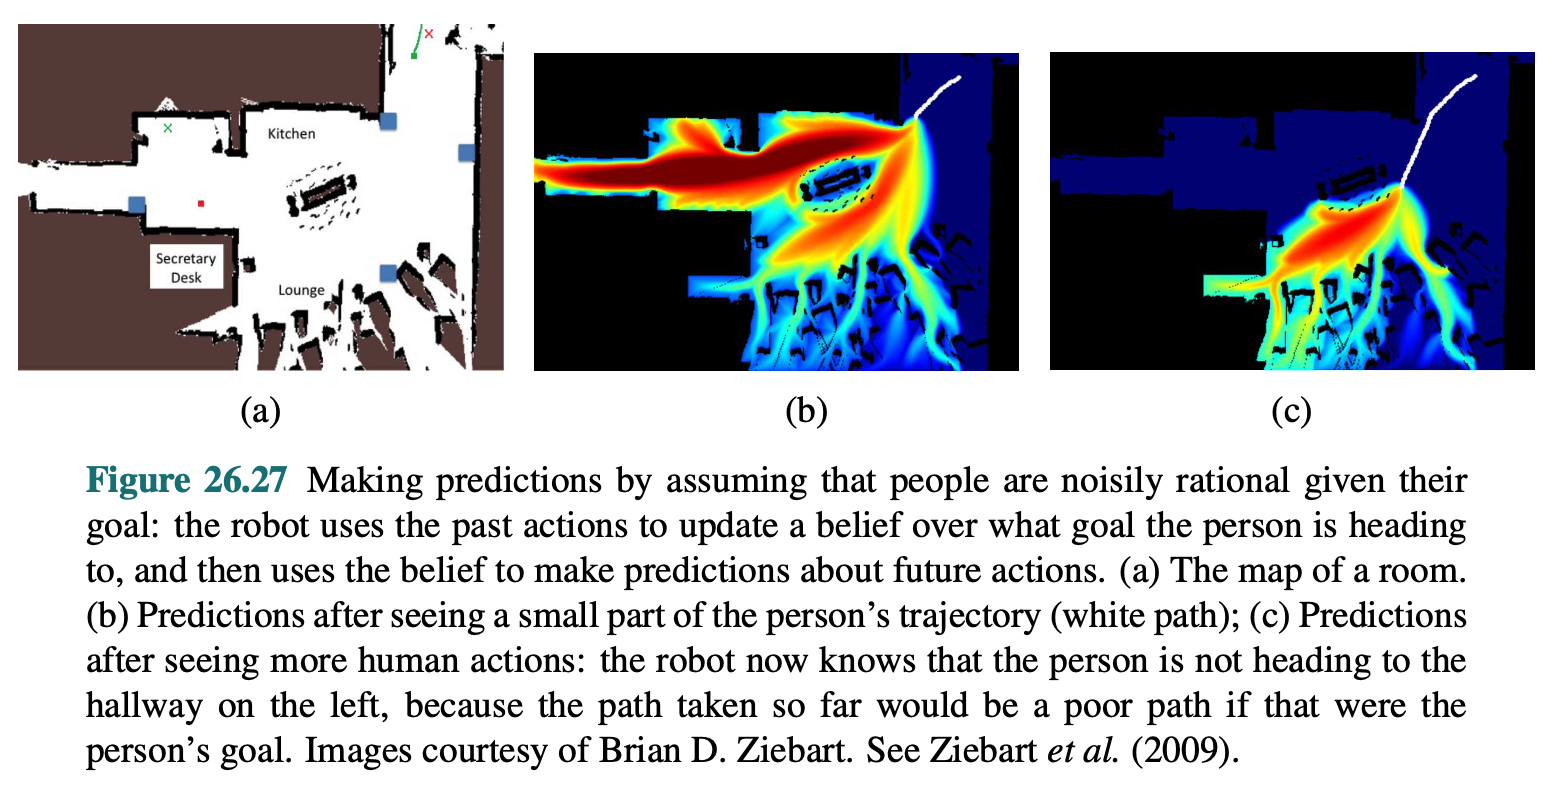 Kitchen
Secretary
Desk
Lounge
(a)
(b)
(c)
Figure 26.27 Making predictions by assuming that people are noisily rational given their
goal: the robot uses the past actions to update a belief over what goal the person is heading
to, and then uses the belief to make predictions about future actions. (a) The map of a room.
(b) Predictions after seeing a small part of the person’s trajectory (white path); (c) Predictions
after seeing more human actions: the robot now knows that the person is not heading to the
hallway on the left, because the path taken so far would be a poor path if that were the
person’s goal. Images courtesy of Brian D. Ziebart. See Ziebart et al. (2009).